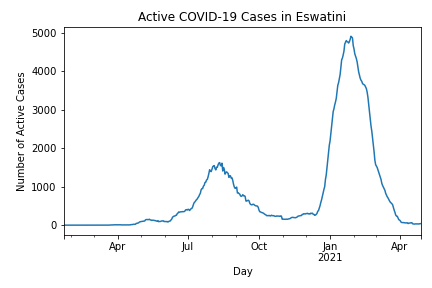 Active COVID-19 Cases in Eswatini
Number of Active Cases
5000
4000
3000
2000
1000
0
Apr Jul Oct Jan Apr
2021
Day